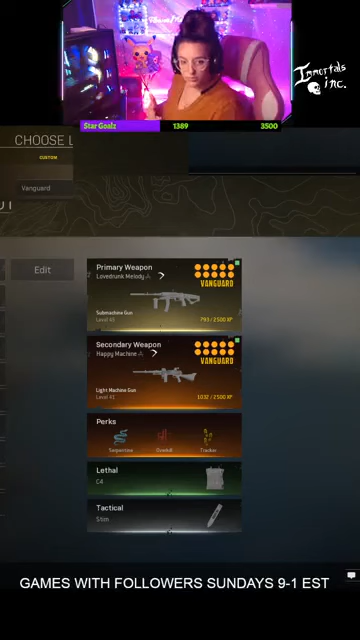 Immortals
inc.
Star Goalz 1389 3500
CHOOSE L
CUSTOM
Vanguard
Edit
Primary Weapon
Lovedrunk Melody
VANGUARD
Submachine Gun
Level 45 793 / 2500 XP
Secondary Weapon
Happy Machine
VANGUARD
Light Machine Gun
Level 41 1032 / 2500 XP
Perks
Serpentine Overkill Tracker
Lethal
C4
Tactical
Stim
GAMES WITH FOLLOWERS SUNDAYS 9-1 EST